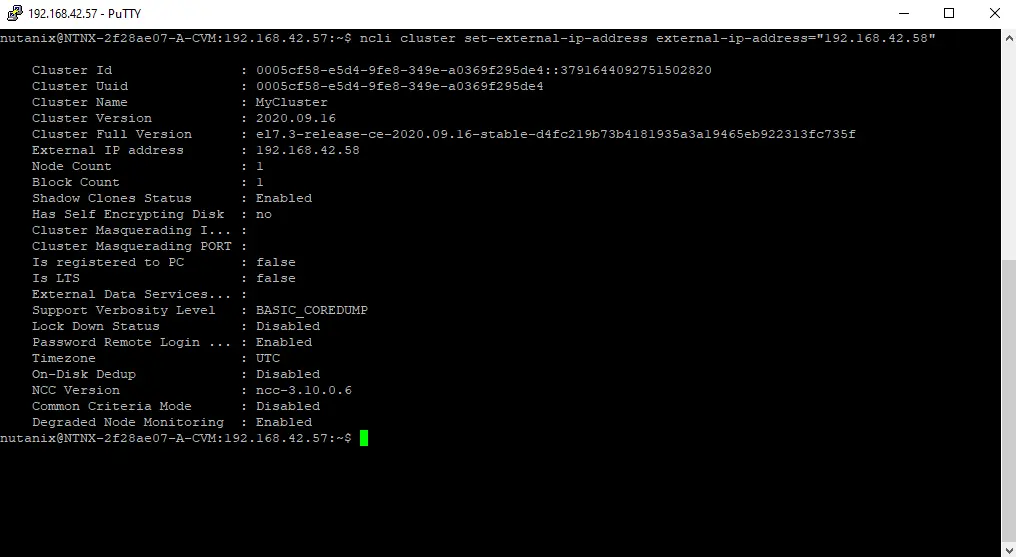 192.168.42.57 - PuTTY
nutanix@NTNX-2f28ae07-A-CVM:192.168.42.57:~$ ncli cluster set-external-ip-address external-ip-address="192.168.42.58"
Cluster Id : 0005cf58-e5d4-9fe8-349e-a0369f295de4::3791644092751502820
Cluster Uuid : 0005cf58-e5d4-9fe8-349e-a0369f295de4
Cluster Name : MyCluster
Cluster Version : 2020.09.16
Cluster Full Version : el7.3-release-ce-2020.09.16-stable-d4fc219b73b4181935a3a19465eb922313fc735f
External IP address : 192.168.42.58
Node Count : 1
Block Count : 1
Shadow Clones Status : Enabled
Has Self Encrypting Disk : no
Cluster Masquerading I... :
Cluster Masquerading PORT :
Is registered to PC : false
Is LTS : false
External Data Services... :
Support Verbosity Level : BASIC_COREDUMP
Lock Down Status : Disabled
Password Remote Login ... : Enabled
Timezone : UTC
On-Disk Dedup : Disabled
NCC Version : ncc-3.10.0.6
Common Criteria Mode : Disabled
Degraded Node Monitoring : Enabled
nutanix@NTNX-2f28ae07-A-CVM:192.168.42.57:~$